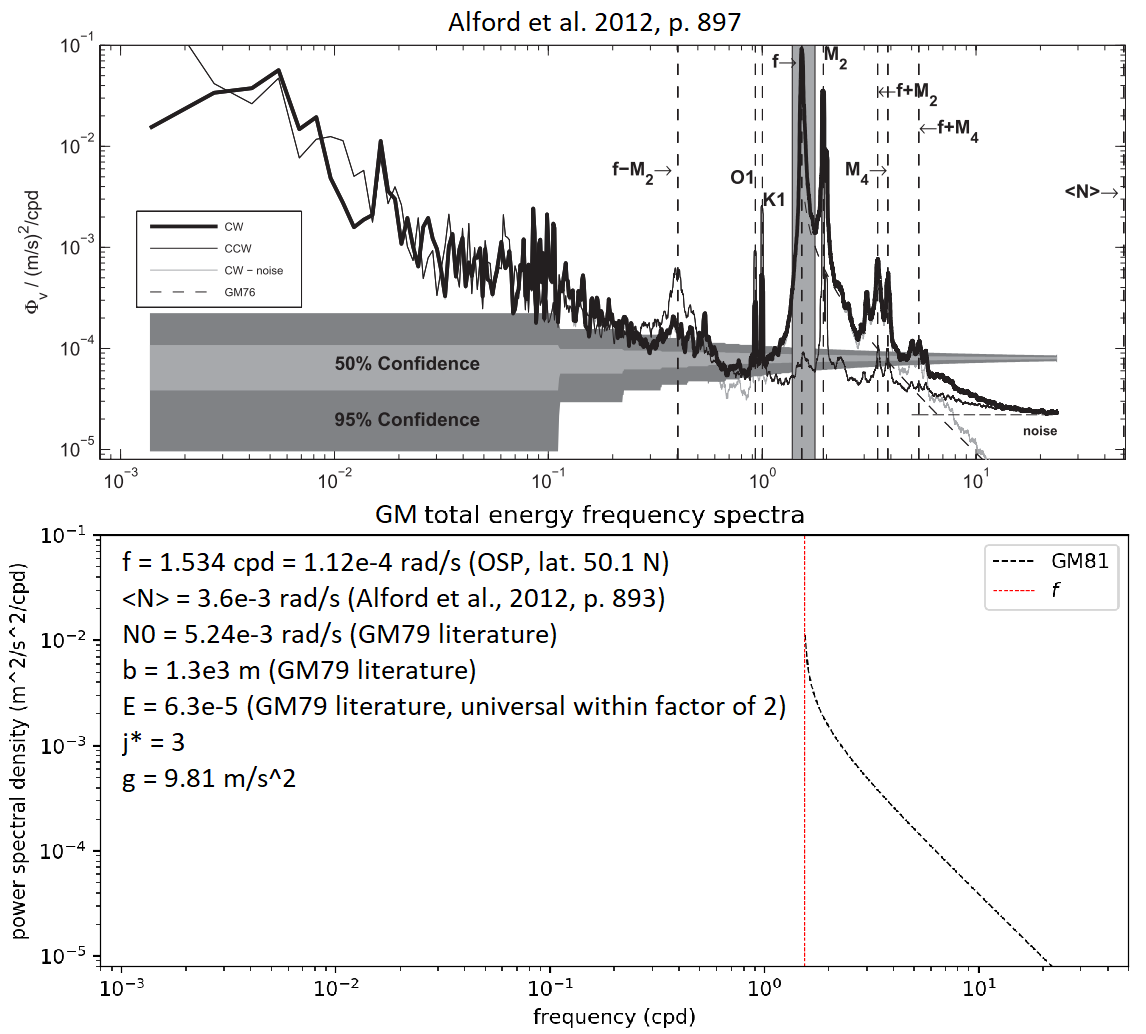 Alford et al. 2012, p. 897
10^-1
10^-2
10^-3
10^-4
10^-5
Φ_v / (m/s)^2/cpd
f→
M_2
←f+M_2
←f+M_4
f−M_2→
O1
K1
M_4→
<N>→
CW
CCW
CW − noise
GM76
50% Confidence
95% Confidence
noise
10^-3
10^-2
10^-1
10^0
10^1
GM total energy frequency spectra
10^-1
10^-2
10^-3
10^-4
10^-5
power spectral density (m^2/s^2/cpd)
f = 1.534 cpd = 1.12e-4 rad/s (OSP, lat. 50.1 N)
<N> = 3.6e-3 rad/s (Alford et al., 2012, p. 893)
N0 = 5.24e-3 rad/s (GM79 literature)
b = 1.3e3 m (GM79 literature)
E = 6.3e-5 (GM79 literature, universal within factor of 2)
j* = 3
g = 9.81 m/s^2
GM81
f
10^-3
10^-2
10^-1
10^0
10^1
frequency (cpd)